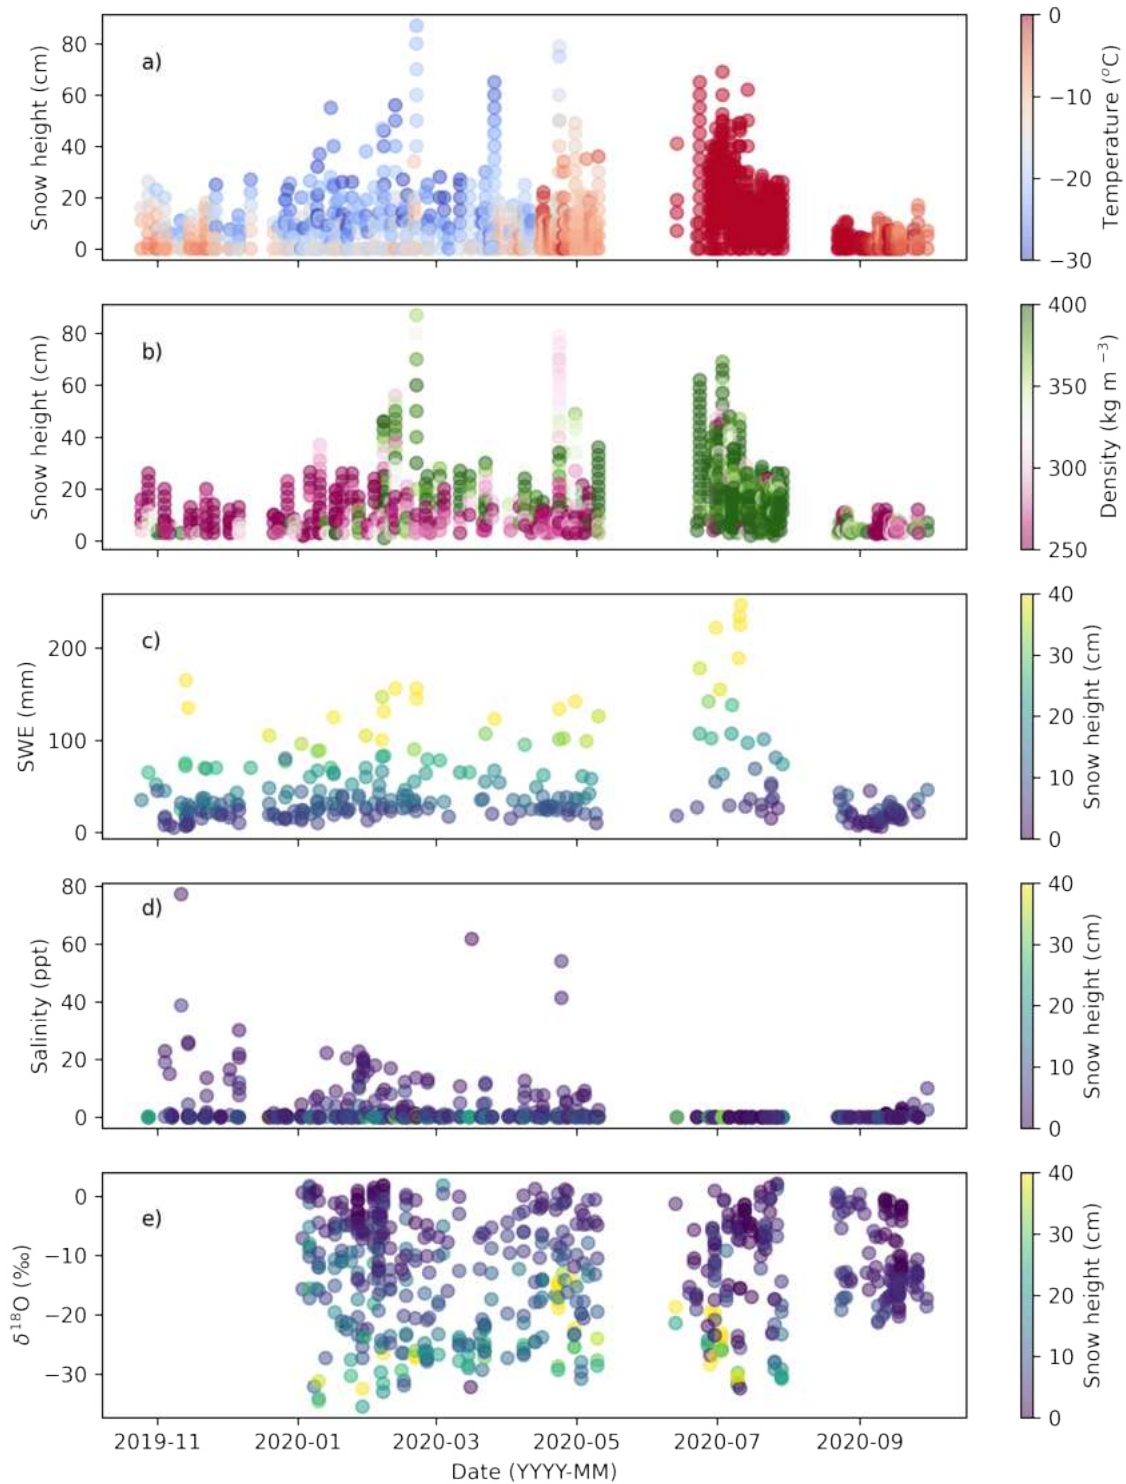 a)
Snow height (cm)
80
60
40
20
0
0
−10
−20
−30
Temperature (°C)
b)
Snow height (cm)
80
60
40
20
0
400
350
300
250
Density (kg m ⁻³)
c)
SWE (mm)
200
100
0
40
30
20
10
0
Snow height (cm)
d)
Salinity (ppt)
80
60
40
20
0
40
30
20
10
0
Snow height (cm)
e)
δ¹⁸O (‰)
0
−10
−20
−30
40
30
20
10
0
Snow height (cm)
2019-11 2020-01 2020-03 2020-05 2020-07 2020-09
Date (YYYY-MM)